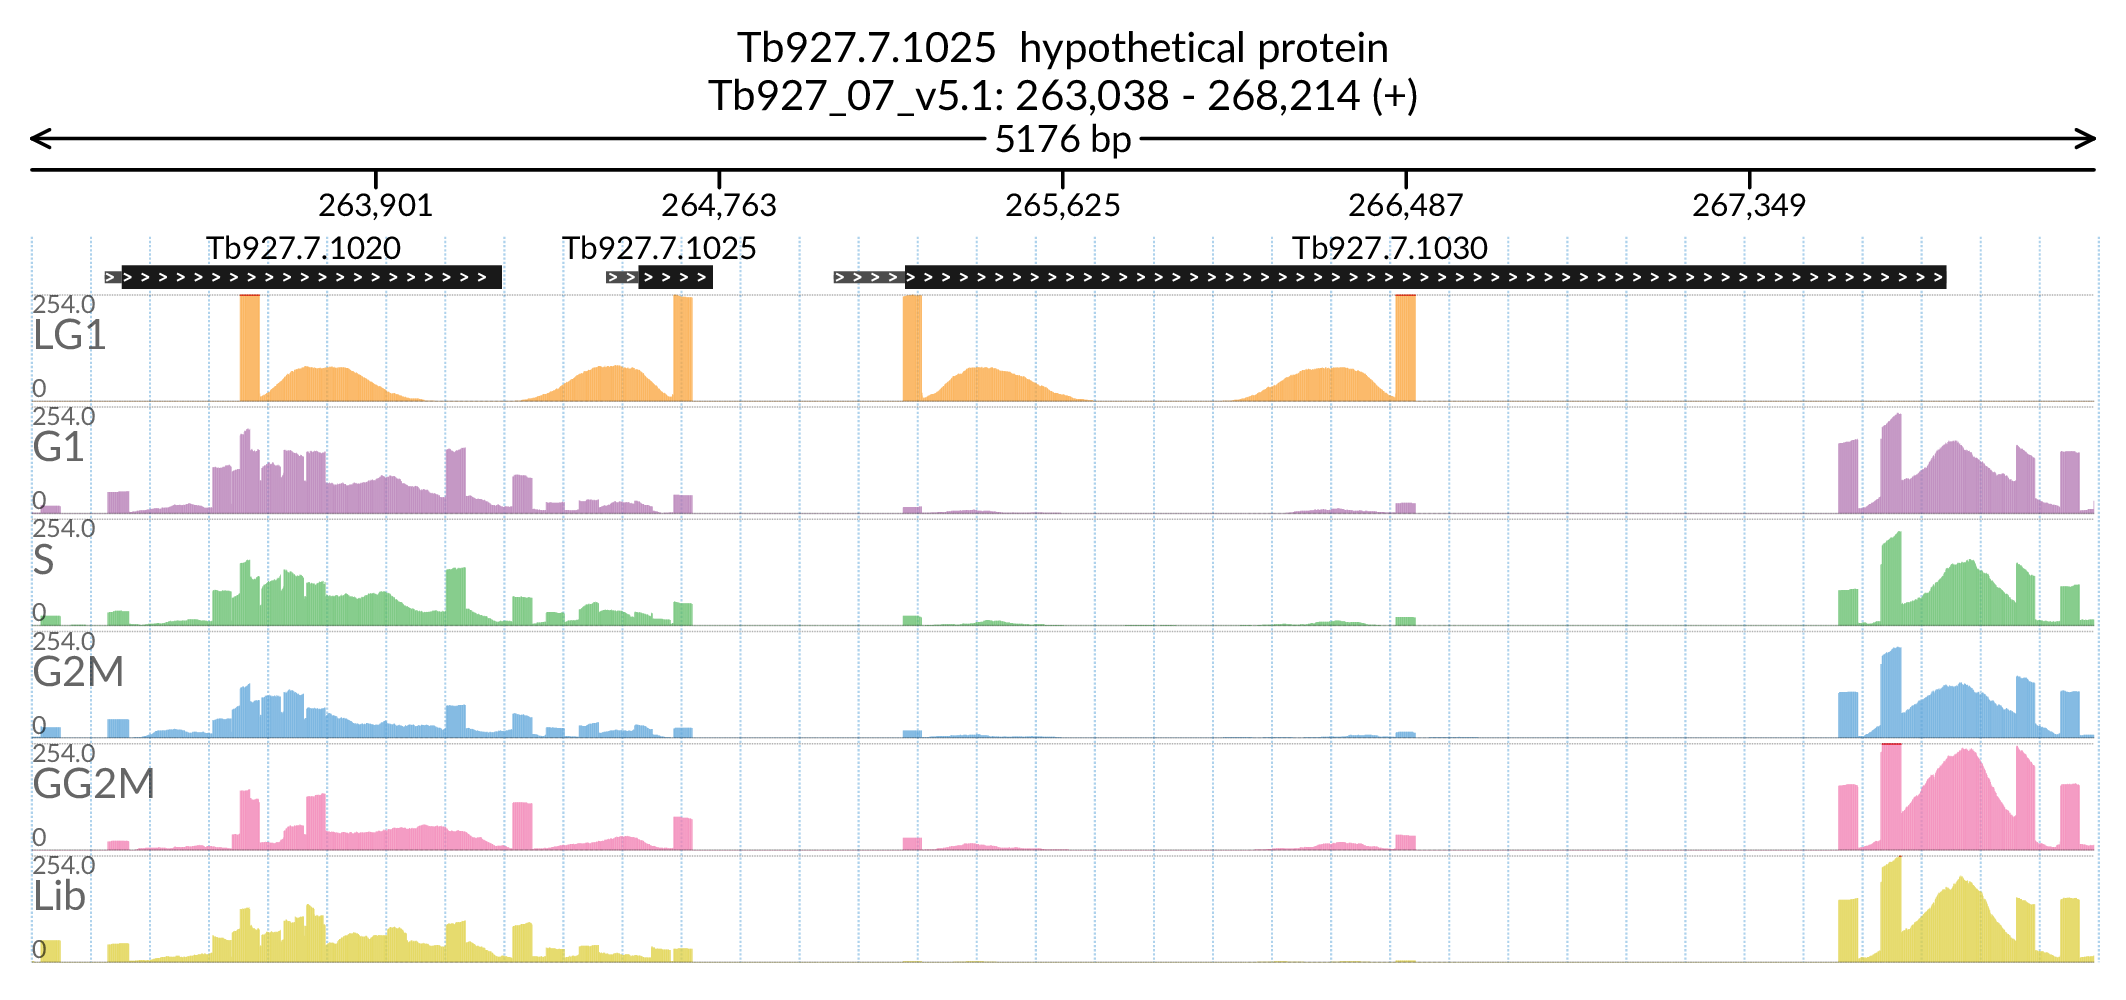 Tb927.7.1025  hypothetical protein
Tb927_07_v5.1: 263,038 - 268,214 (+)
5176 bp
263,901 264,763 265,625 266,487 267,349
Tb927.7.1020 Tb927.7.1025 Tb927.7.1030
254.0
LG1
0
254.0
G1
0
254.0
S
0
254.0
G2M
0
254.0
GG2M
0
254.0
Lib
0